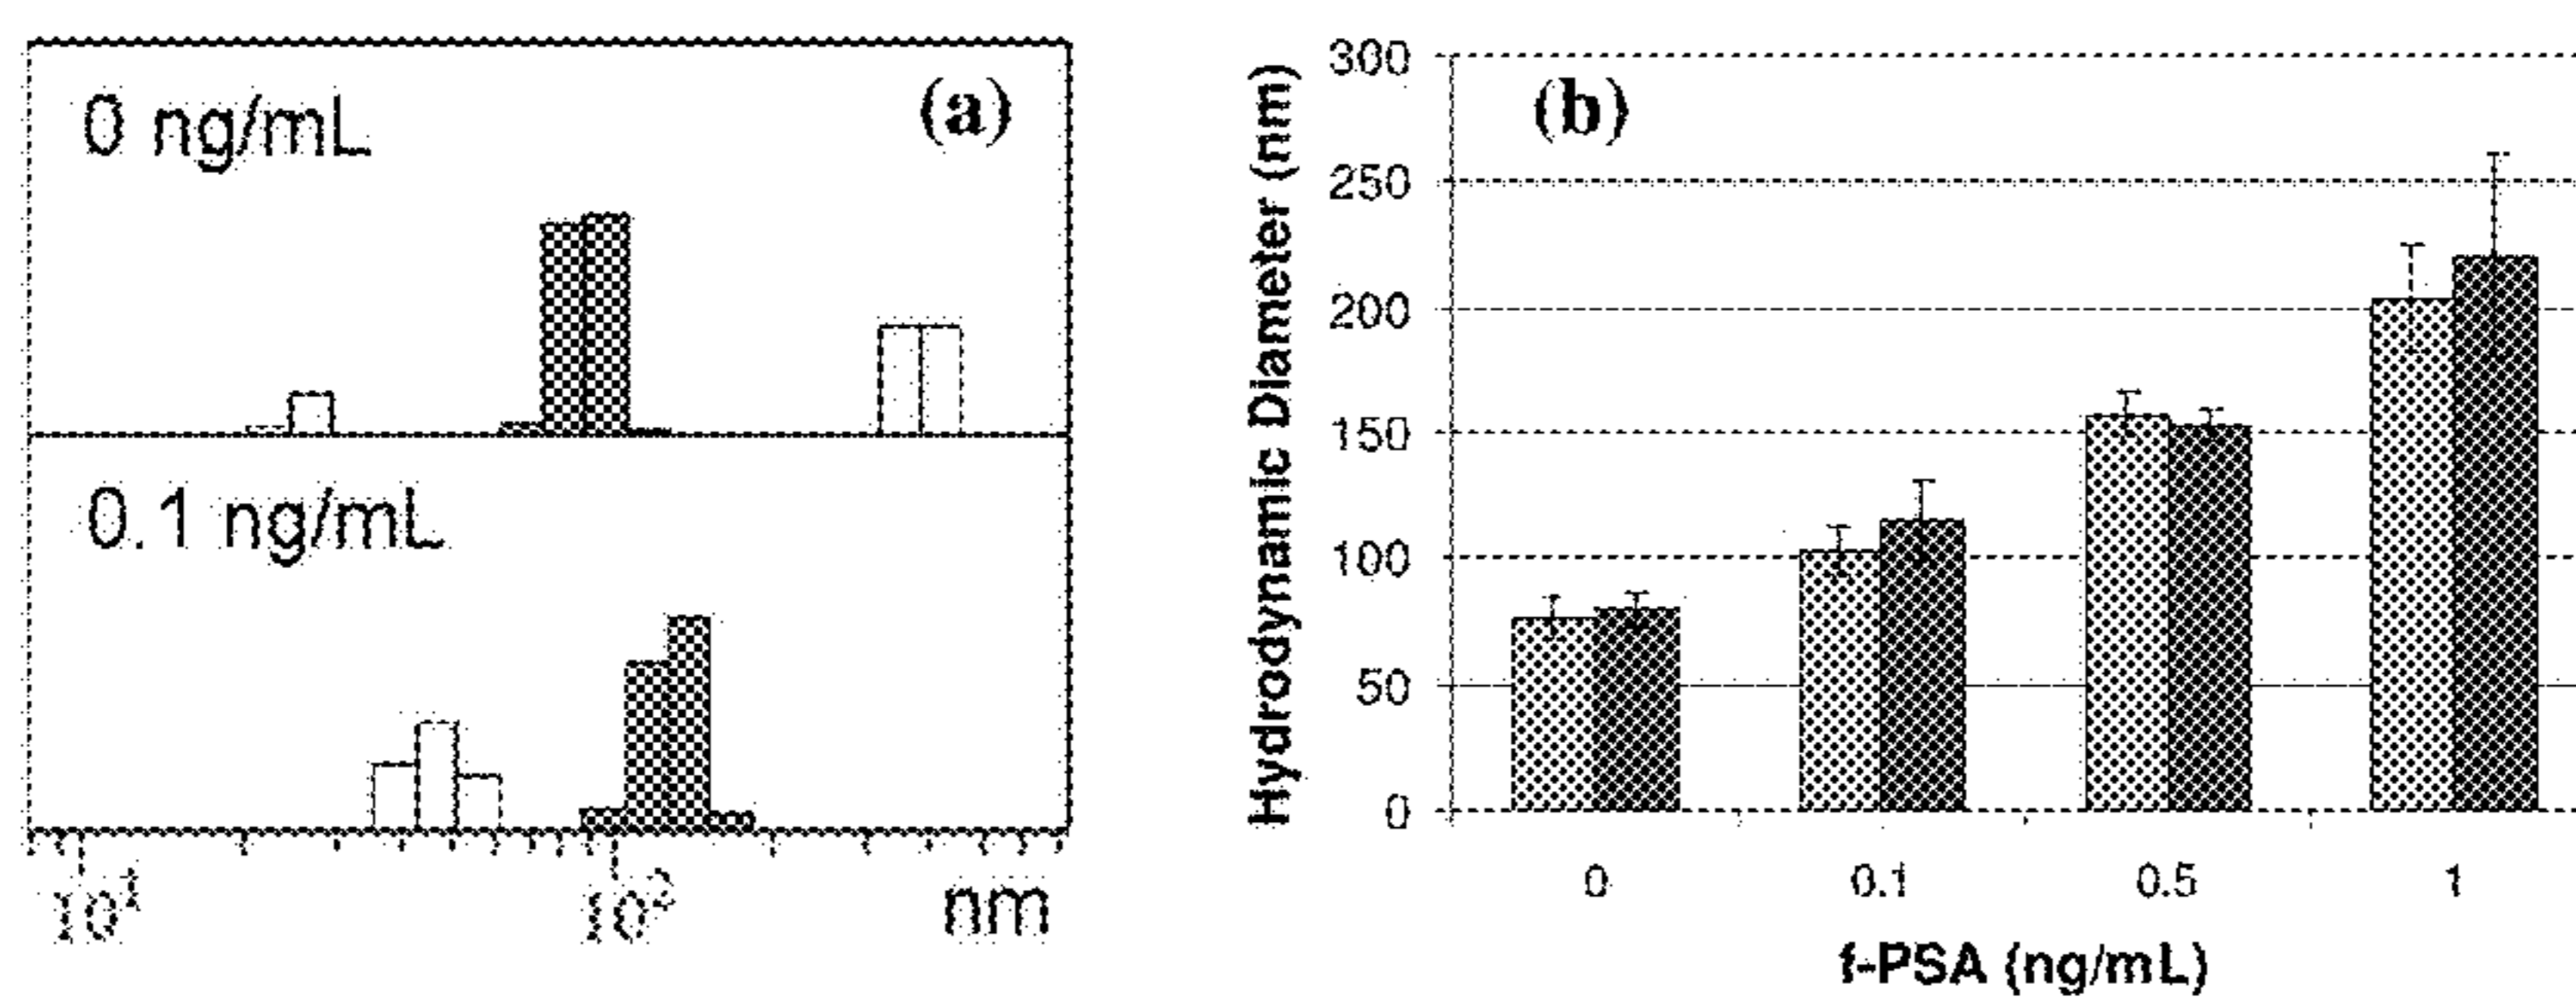 0 ng/mL
(a)
0.1 ng/mL
10¹
10²
nm
(b)
Hydrodynamic Diameter (nm)
300
250
200
150
100
50
0
0
0.1
0.5
1
f-PSA (ng/mL)